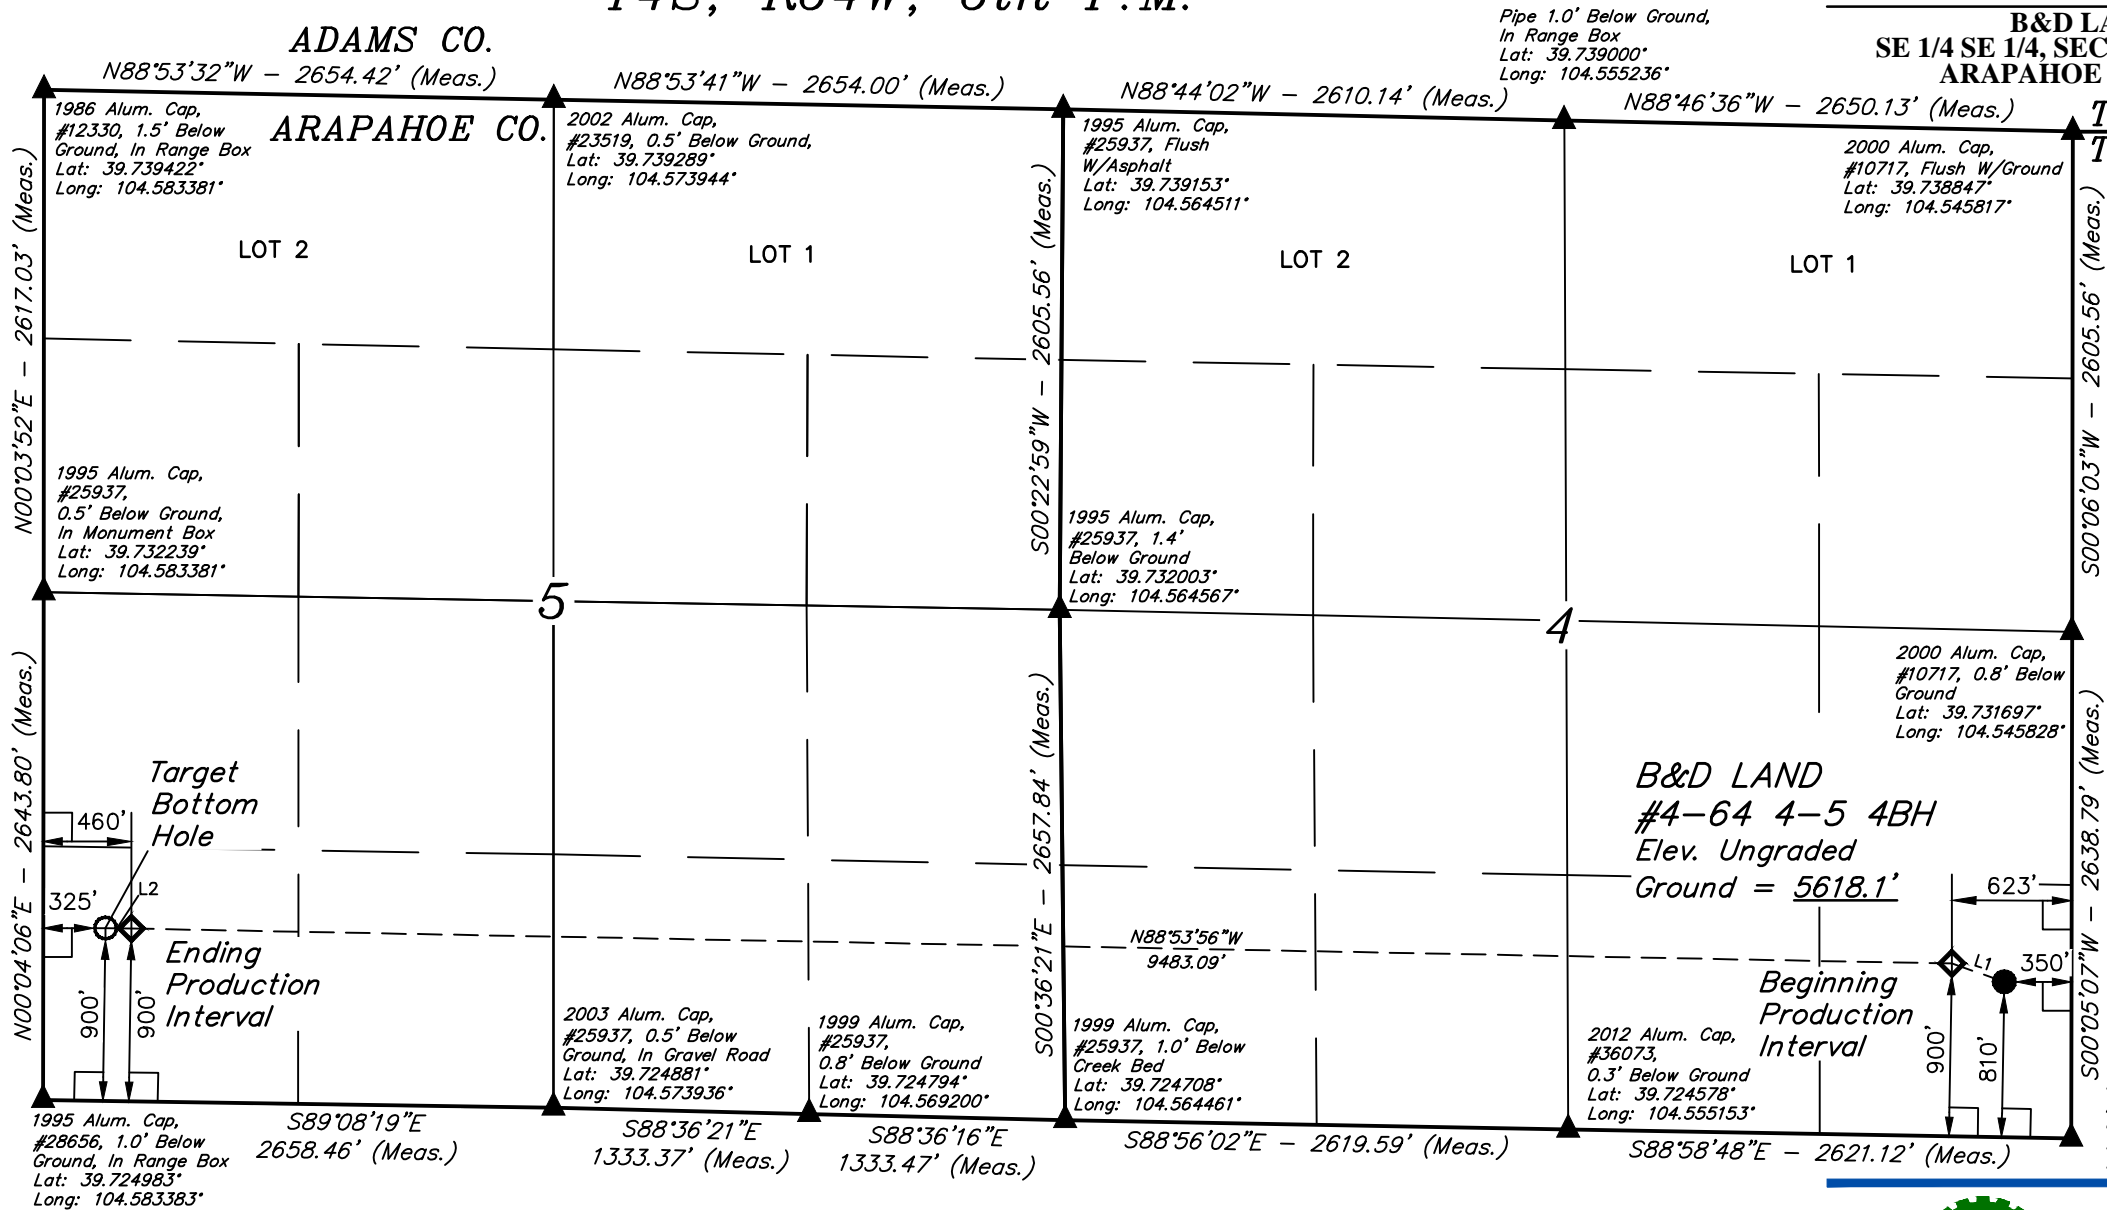 T4S, R64W, 6th P.M.
Pipe 1.0' Below Ground,
In Range Box
Lat: 39.739000°
Long: 104.555236°
B&D LA
SE 1/4 SE 1/4, SEC
ARAPAHOE
ADAMS CO.
N88°53'32"W - 2654.42' (Meas.)
N88°53'41"W - 2654.00' (Meas.)
N88°44'02"W - 2610.14' (Meas.)
N88°46'36"W - 2650.13' (Meas.)
T
T
1986 Alum. Cap,
#12330, 1.5' Below
Ground, In Range Box
Lat: 39.739422°
Long: 104.583381°
ARAPAHOE CO.
2002 Alum. Cap,
#23519, 0.5' Below Ground,
Lat: 39.739289°
Long: 104.573944°
1995 Alum. Cap,
#25937, Flush
W/Asphalt
Lat: 39.739153°
Long: 104.564511°
2000 Alum. Cap,
#10717, Flush W/Ground
Lat: 39.738847°
Long: 104.545817°
LOT 2
LOT 1
LOT 2
LOT 1
N00°03'52"E - 2617.03' (Meas.)
S00°22'59"W - 2605.56' (Meas.)
S00°06'03"W - 2605.56' (Meas.)
1995 Alum. Cap,
#25937,
0.5' Below Ground,
In Monument Box
Lat: 39.732239°
Long: 104.583381°
1995 Alum. Cap,
#25937, 1.4'
Below Ground
Lat: 39.732003°
Long: 104.564567°
5
4
2000 Alum. Cap,
#10717, 0.8' Below
Ground
Lat: 39.731697°
Long: 104.545828°
N00°04'06"E - 2643.80' (Meas.)
S00°36'21"E - 2657.84' (Meas.)
S00°05'07"W - 2638.79' (Meas.)
Target
Bottom
Hole
460'
325'
L2
B&D LAND
#4-64 4-5 4BH
Elev. Ungraded
Ground = 5618.1'
623'
350'
L1
Ending
Production
Interval
900'
900'
N88°53'56"W
9483.09'
Beginning
Production
Interval
900'
810'
2003 Alum. Cap,
#25937, 0.5' Below
Ground, In Gravel Road
Lat: 39.724881°
Long: 104.573936°
1999 Alum. Cap,
#25937,
0.8' Below Ground
Lat: 39.724794°
Long: 104.569200°
1999 Alum. Cap,
#25937, 1.0' Below
Creek Bed
Lat: 39.724708°
Long: 104.564461°
2012 Alum. Cap,
#36073,
0.3' Below Ground
Lat: 39.724578°
Long: 104.555153°
1995 Alum. Cap,
#28656, 1.0' Below
Ground, In Range Box
Lat: 39.724983°
Long: 104.583383°
S89°08'19"E
2658.46' (Meas.)
S88°36'21"E
1333.37' (Meas.)
S88°36'16"E
1333.47' (Meas.)
S88°56'02"E - 2619.59' (Meas.)
S88°58'48"E - 2621.12' (Meas.)